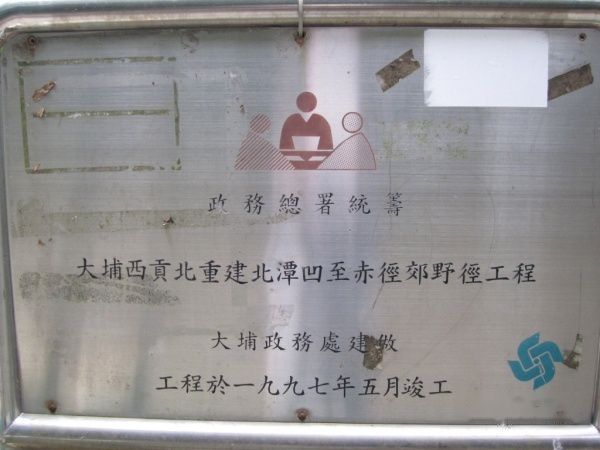 政務總署統籌
大埔西貢北重建北潭凹至赤徑郊野徑工程
大埔政務處建做
工程於一九九七年五月竣工